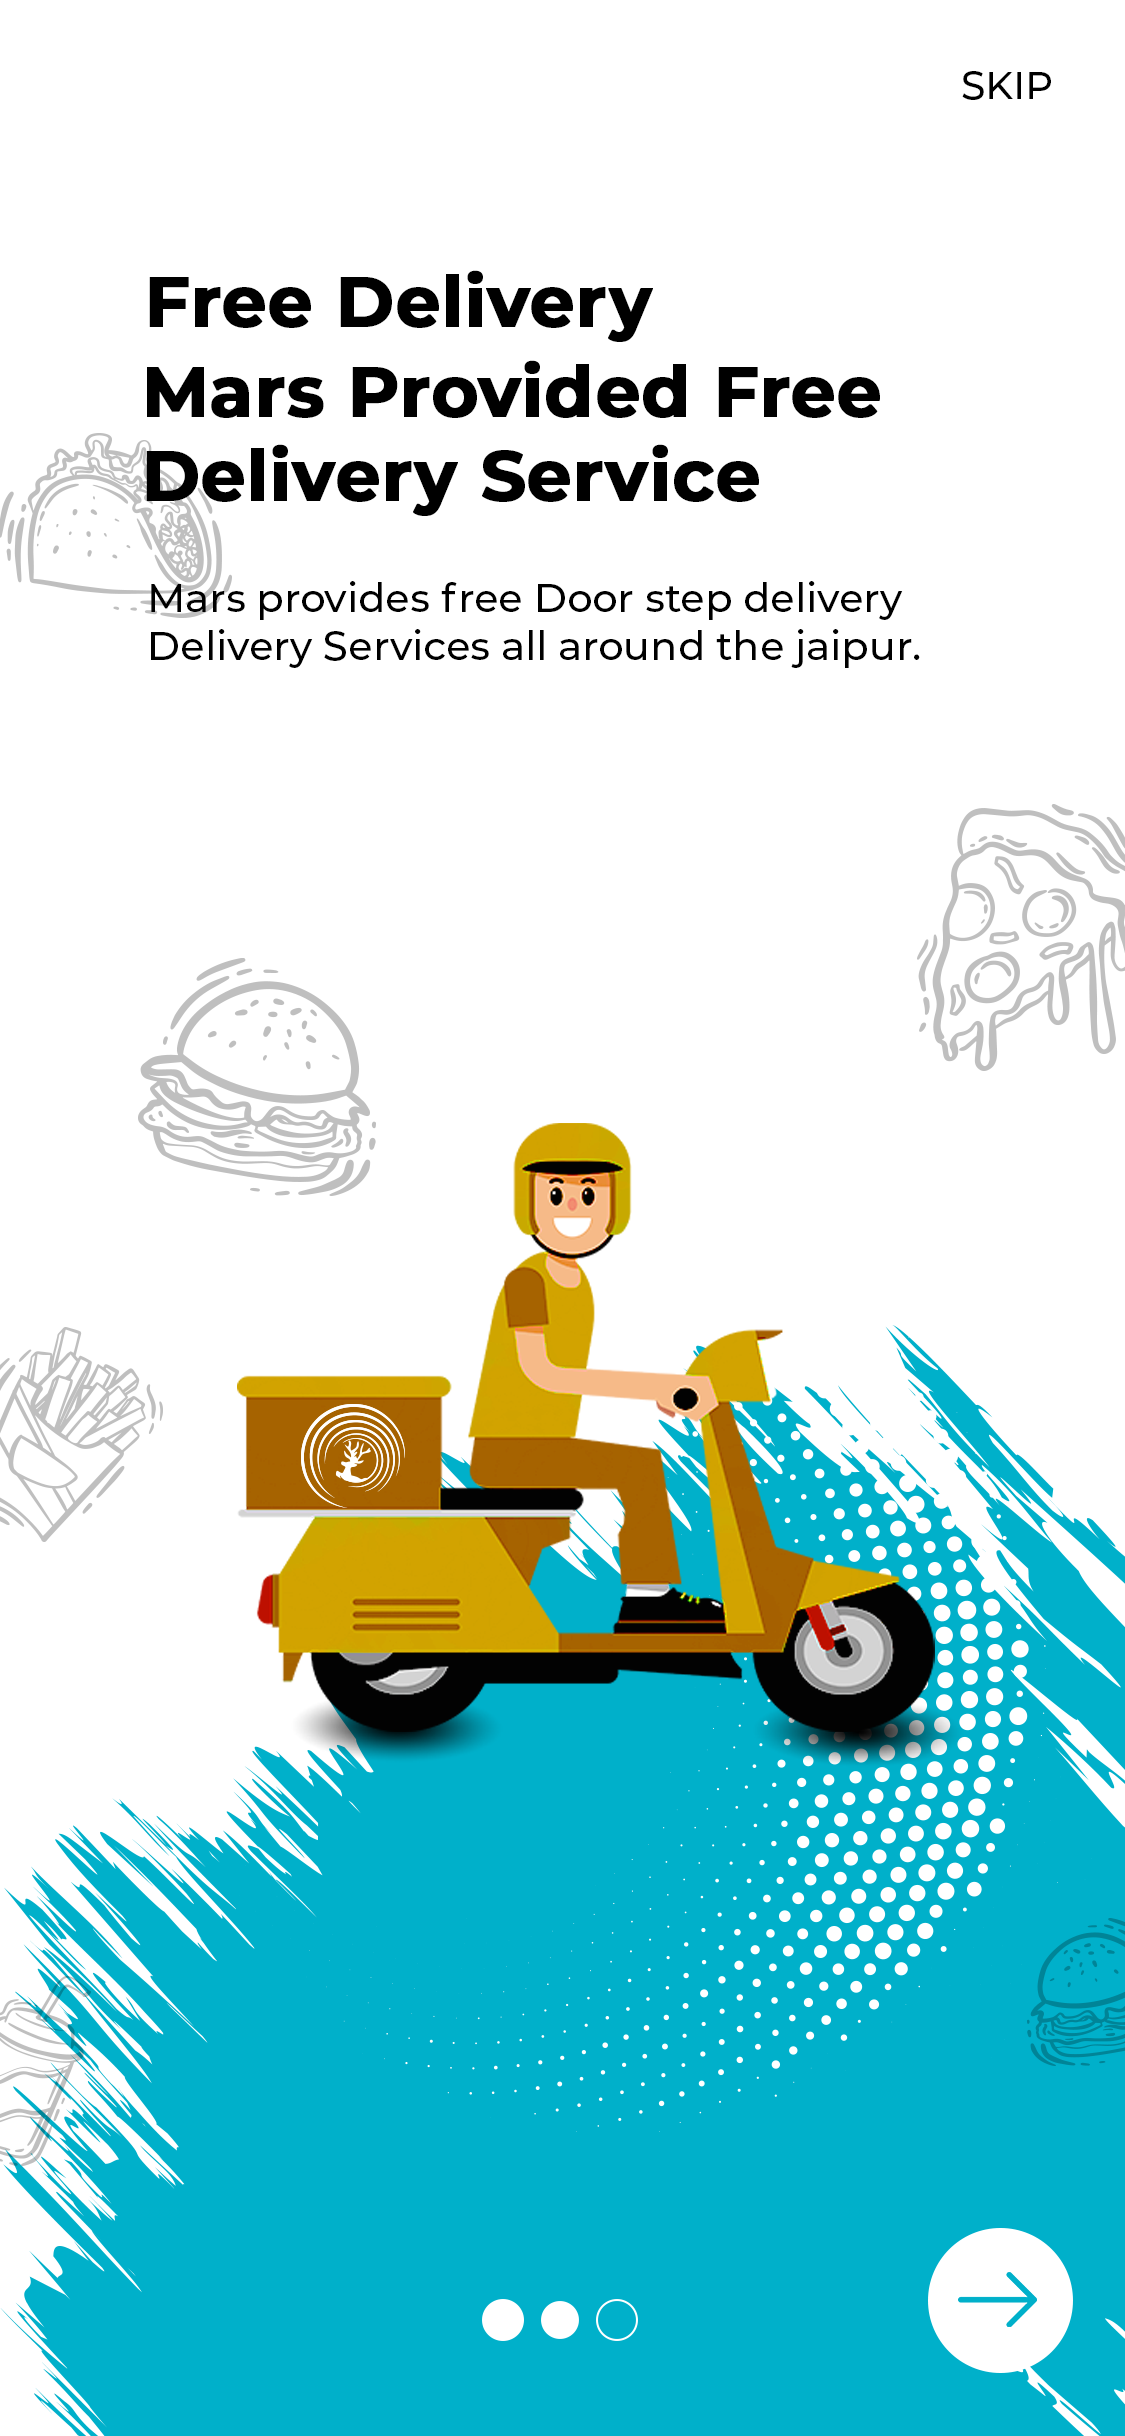 SKIP
Free Delivery
Mars Provided Free
Delivery Service
Mars provides free Door step delivery
Delivery Services all around the jaipur.